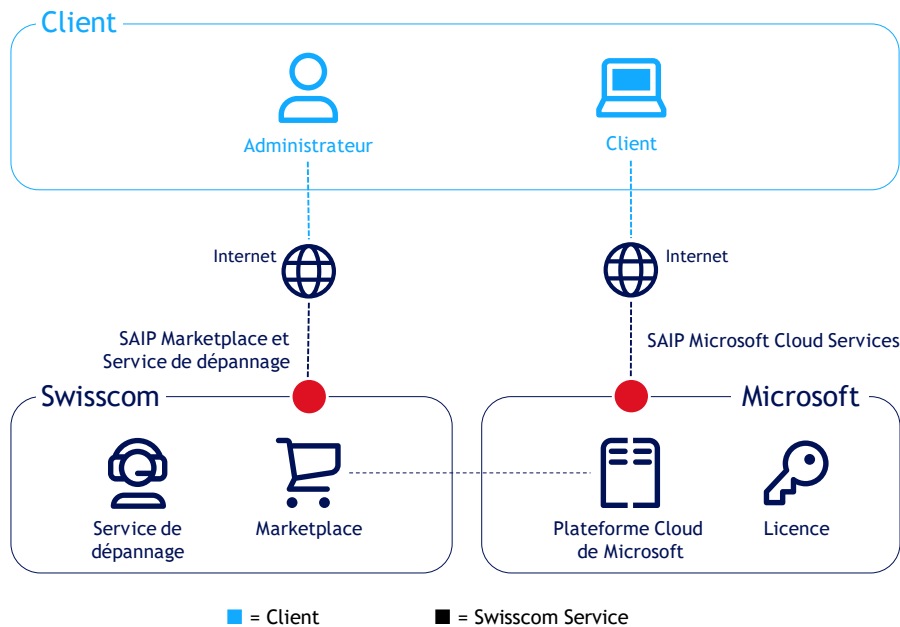 Client
Administrateur
Client
Internet
Internet
SAIP Marketplace et
Service de dépannage
SAIP Microsoft Cloud Services
Swisscom
Microsoft
Service de
dépannage
Marketplace
Plateforme Cloud
de Microsoft
Licence
= Client
= Swisscom Service